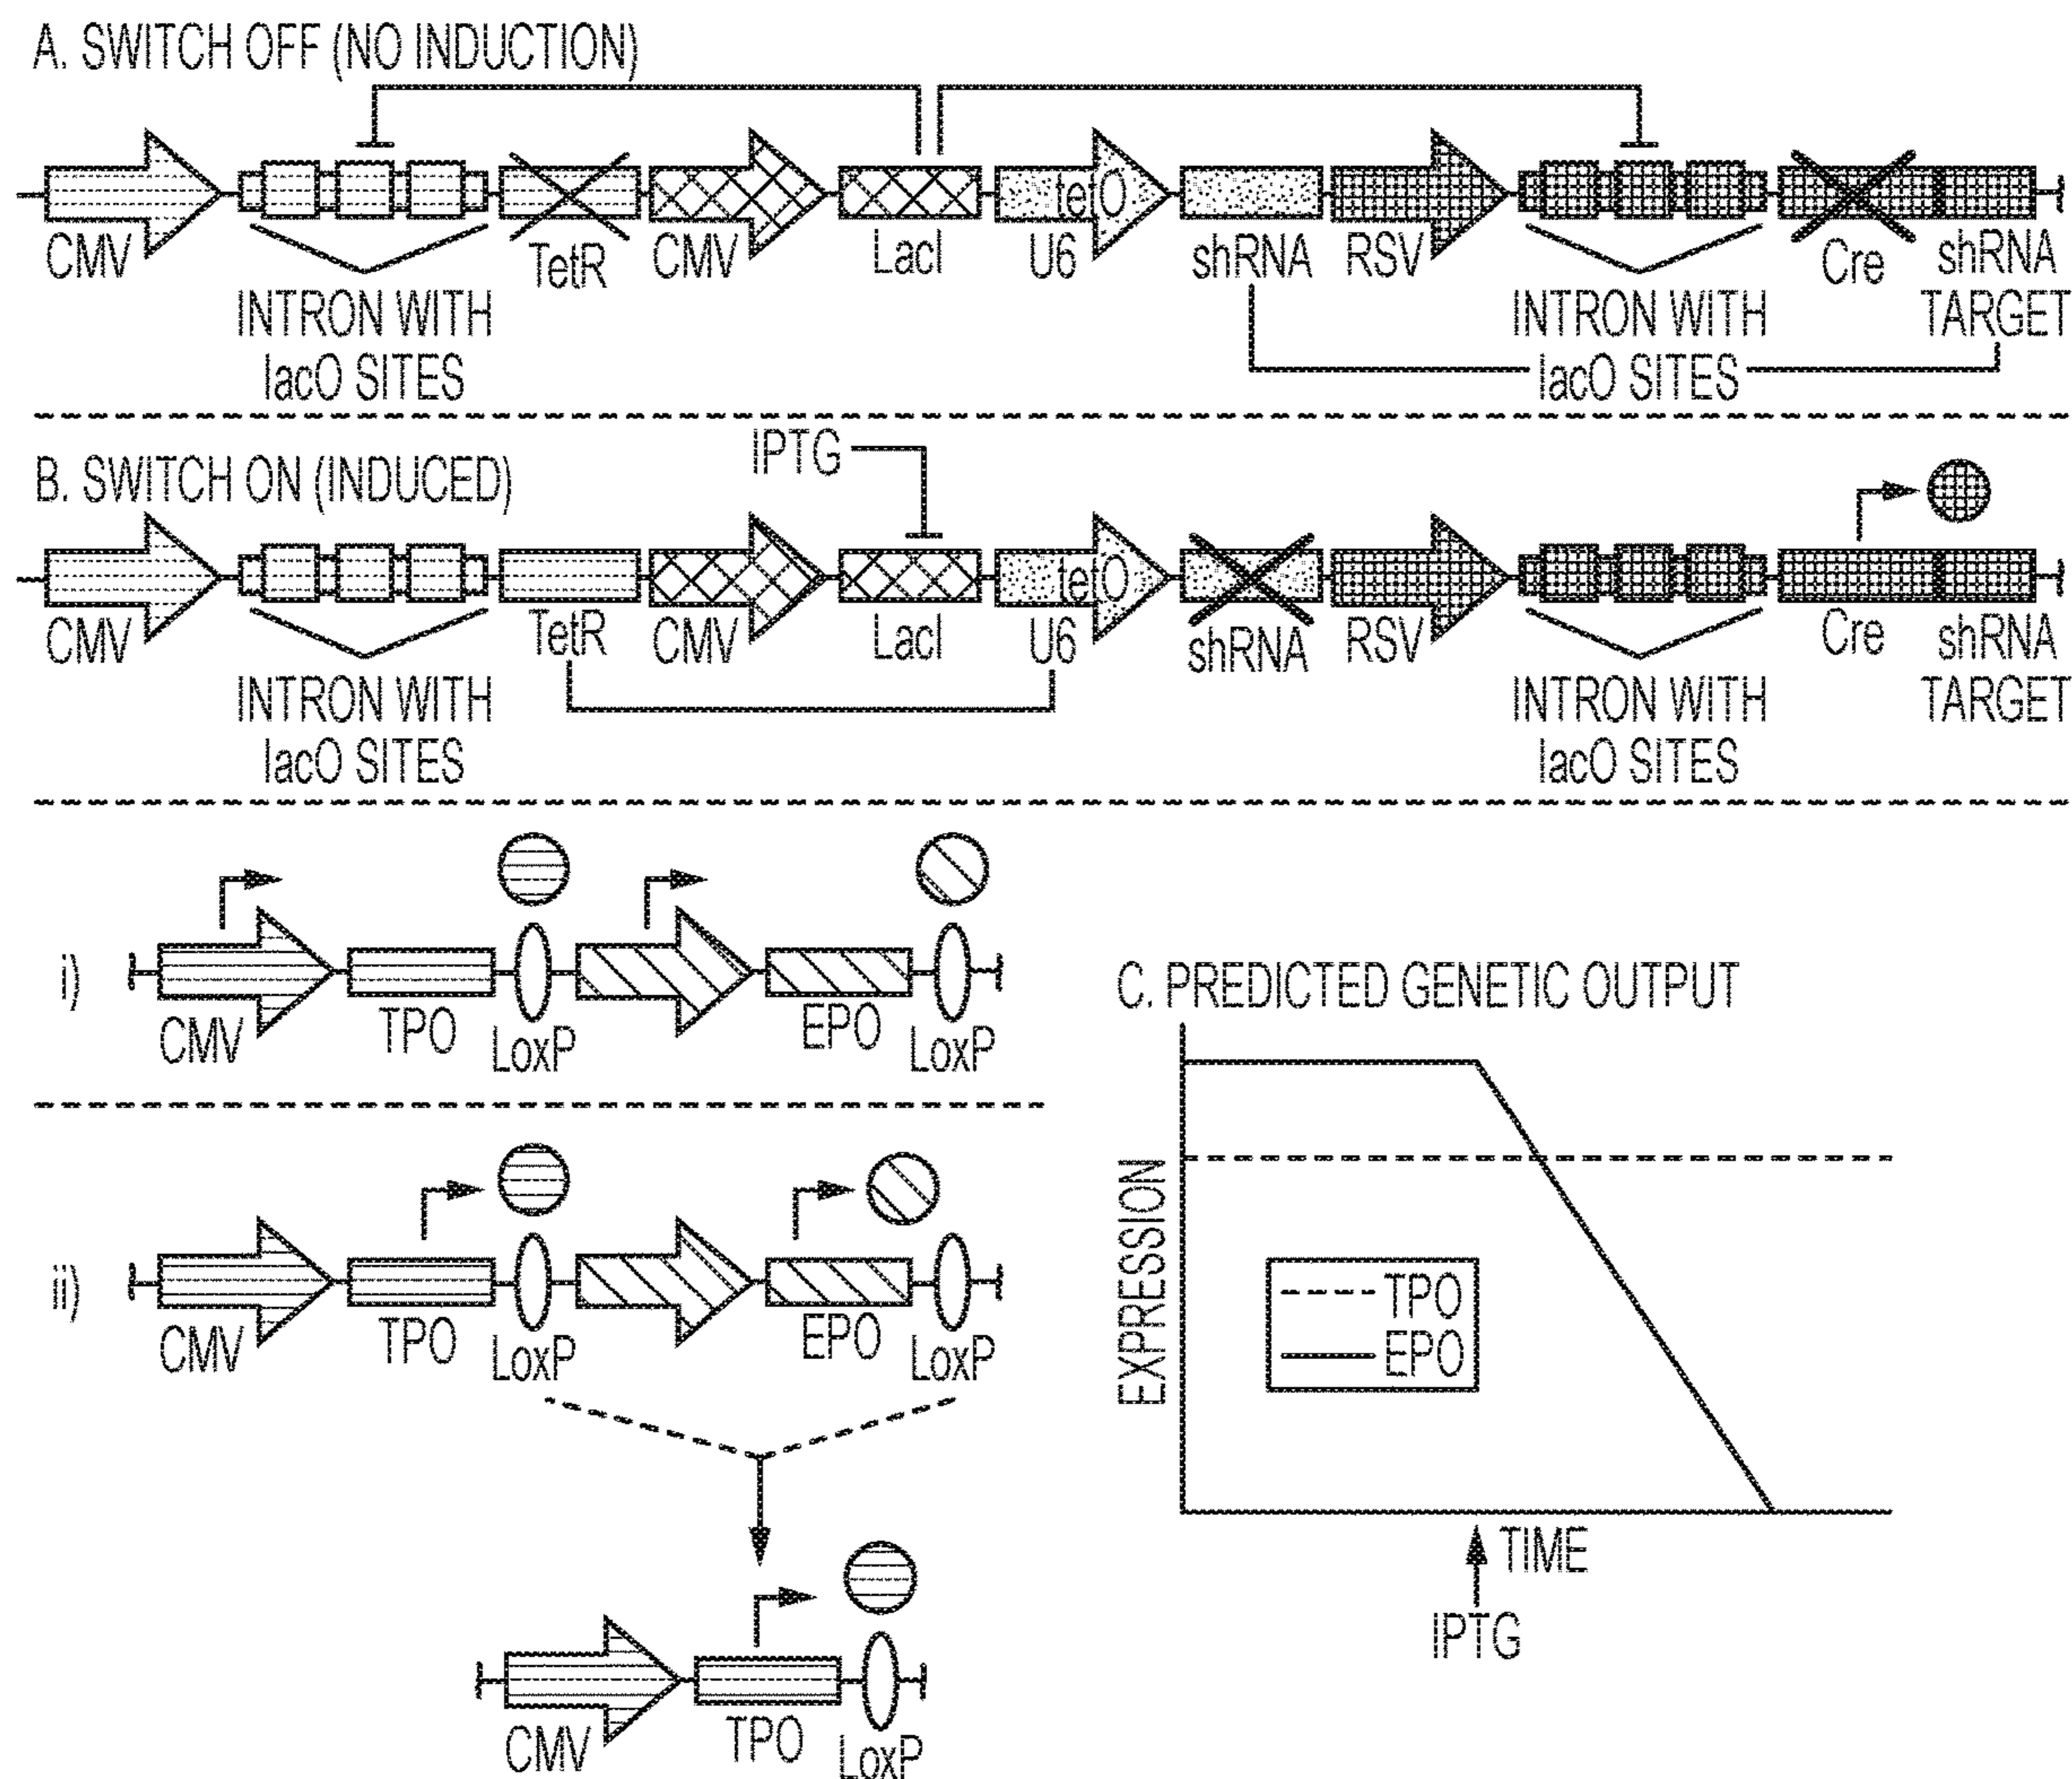 A. SWITCH OFF (NO INDUCTION)
CMV
INTRON WITH
lacO SITES
TetR
CMV
LacI
tetO
U6
shRNA
RSV
INTRON WITH
lacO SITES
Cre
shRNA
TARGET
B. SWITCH ON (INDUCED)
IPTG
CMV
INTRON WITH
lacO SITES
TetR
CMV
LacI
tetO
U6
shRNA
RSV
INTRON WITH
lacO SITES
Cre
shRNA
TARGET
i)
CMV
TPO
LoxP
EPO
LoxP
ii)
CMV
TPO
LoxP
EPO
LoxP
CMV
TPO
LoxP
C. PREDICTED GENETIC OUTPUT
EXPRESSION
TPO
EPO
TIME
IPTG